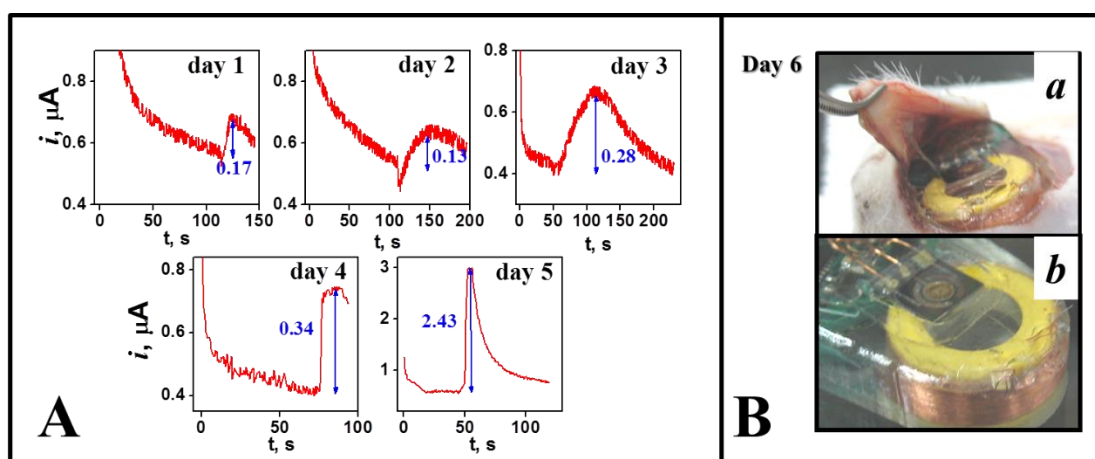 day 1
0.8
0.6
0.4
i, µA
0.17
0 50 100 150
t, s
day 2
0.8
0.6
0.4
0.13
0 50 100 150 200
t, s
day 3
0.8
0.6
0.4
0.28
0 50 100 150 200
t, s
day 4
0.8
0.6
0.4
i, µA
0.34
0 50 100
t, s
day 5
3
2
1
2.43
0 50 100
t, s
A
Day 6
a
b
B